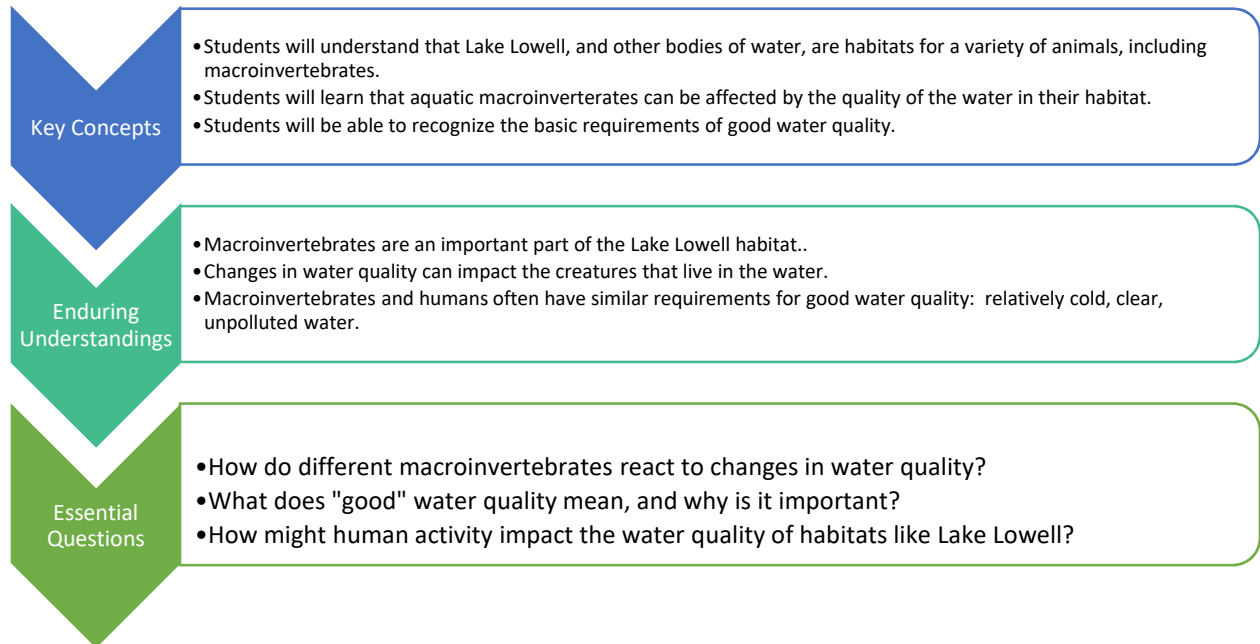 Key Concepts
•Students will understand that Lake Lowell, and other bodies of water, are habitats for a variety of animals, including
macroinvertebrates.
•Students will learn that aquatic macroinverterates can be affected by the quality of the water in their habitat.
•Students will be able to recognize the basic requirements of good water quality.
Enduring
Understandings
•Macroinvertebrates are an important part of the Lake Lowell habitat..
•Changes in water quality can impact the creatures that live in the water.
•Macroinvertebrates and humans often have similar requirements for good water quality:  relatively cold, clear,
unpolluted water.
Essential
Questions
•How do different macroinvertebrates react to changes in water quality?
•What does "good" water quality mean, and why is it important?
•How might human activity impact the water quality of habitats like Lake Lowell?